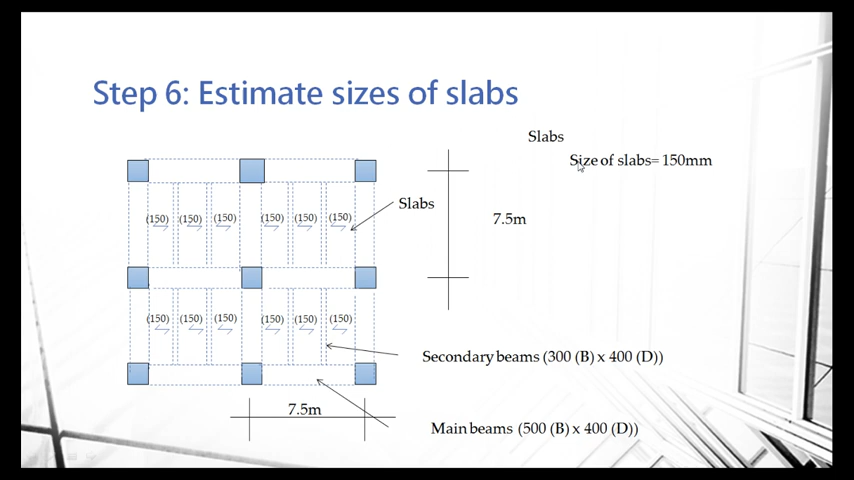 Step 6: Estimate sizes of slabs
Slabs
Size of slabs= 150mm
Slabs
7.5m
(150) (150) (150) (150) (150) (150)
(150) (150) (150) (150) (150) (150)
Secondary beams (300 (B) x 400 (D))
7.5m
Main beams (500 (B) x 400 (D))